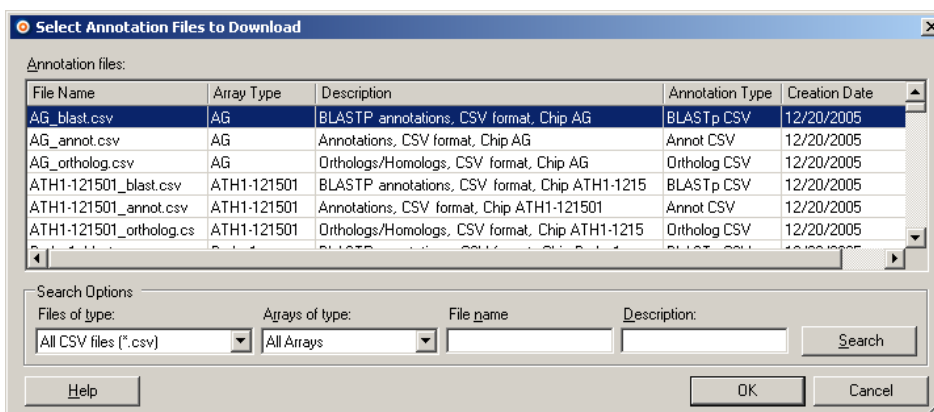 Select Annotation Files to Download
Annotation files:
File Name Array Type Description Annotation Type Creation Date
AG_blast.csv AG BLASTP annotations, CSV format, Chip AG BLASTp CSV 12/20/2005
AG_annot.csv AG Annotations, CSV format, Chip AG Annot CSV 12/20/2005
AG_ortholog.csv AG Orthologs/Homologs, CSV format, Chip AG Ortholog CSV 12/20/2005
ATH1-121501_blast.csv ATH1-121501 BLASTP annotations, CSV format, Chip ATH1-1215 BLASTp CSV 12/20/2005
ATH1-121501_annot.csv ATH1-121501 Annotations, CSV format, Chip ATH1-121501 Annot CSV 12/20/2005
ATH1-121501_ortholog.cs ATH1-121501 Orthologs/Homologs, CSV format, Chip ATH1-1215 Ortholog CSV 12/20/2005
Search Options
Files of type: Arrays of type: File name Description:
All CSV files (*.csv) All Arrays Search
Help OK Cancel